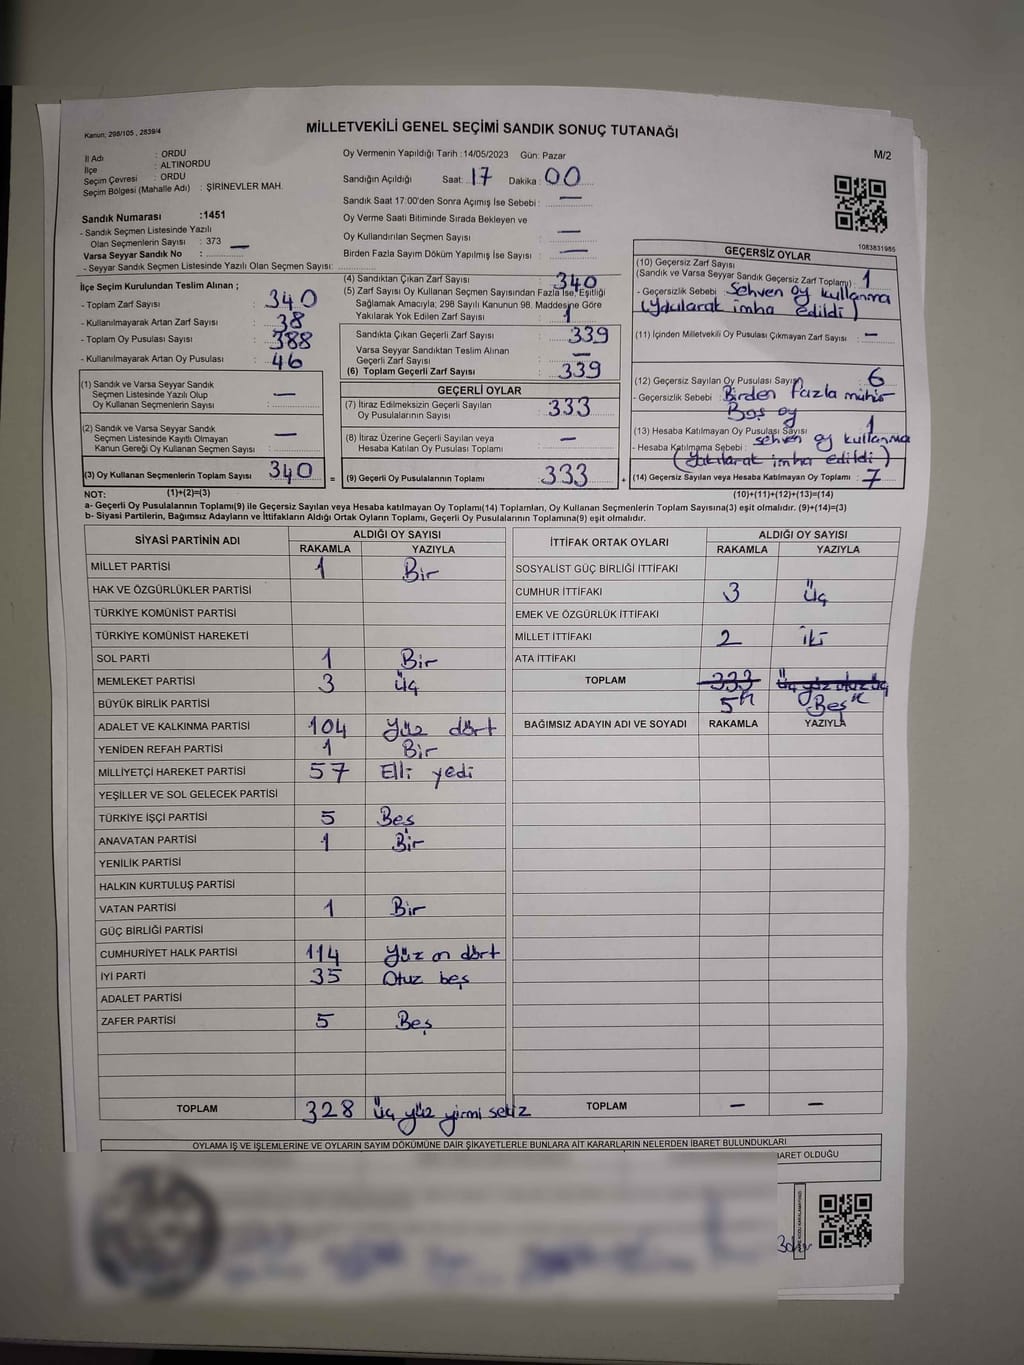 Kanun; 298/105 , 2839/4
MİLLETVEKİLİ GENEL SEÇİMİ SANDIK SONUÇ TUTANAĞI
M/2
İl Adı : ORDU
İlçe : ALTINORDU
Seçim Çevresi : ORDU
Seçim Bölgesi (Mahalle Adı) : ŞİRİNEVLER MAH.
Sandık Numarası :1451
- Sandık Seçmen Listesinde Yazılı
Olan Seçmenlerin Sayısı : 373
Varsa Seyyar Sandık No : —
- Seyyar Sandık Seçmen Listesinde Yazılı Olan Seçmen Sayısı:
Oy Vermenin Yapıldığı Tarih :14/05/2023 Gün: Pazar
Sandığın Açıldığı Saat: 17 Dakika : 00
Sandık Saat 17:00'den Sonra Açımış İse Sebebi : —
Oy Verme Saati Bitiminde Sırada Bekleyen ve
Oy Kullandırılan Seçmen Sayısı : —
Birden Fazla Sayım Döküm Yapılmış İse Sayısı : —
1083831985
İlçe Seçim Kurulundan Teslim Alınan ;
- Toplam Zarf Sayısı : 340
- Kullanılmayarak Artan Zarf Sayısı : 38
- Toplam Oy Pusulası Sayısı : 388
- Kullanılmayarak Artan Oy Pusulası : 46
(1) Sandık ve Varsa Seyyar Sandık
Seçmen Listesinde Yazılı Olup
Oy Kullanan Seçmenlerin Sayısı : —
(2) Sandık ve Varsa Seyyar Sandık
Seçmen Listesinde Kayıtlı Olmayan
Kanun Gereği Oy Kullanan Seçmen Sayısı : —
(3) Oy Kullanan Seçmenlerin Toplam Sayısı 340 =
(4) Sandıktan Çıkan Zarf Sayısı : 340
(5) Zarf Sayısı Oy Kullanan Seçmen Sayısından Fazla İse, Eşitliği
Sağlamak Amacıyla, 298 Sayılı Kanunun 98. Maddesine Göre
Yakılarak Yok Edilen Zarf Sayısı : 1
Sandıkta Çıkan Geçerli Zarf Sayısı : 339
Varsa Seyyar Sandıktan Teslim Alınan
Geçerli Zarf Sayısı : —
(6) Toplam Geçerli Zarf Sayısı : 339
GEÇERLİ OYLAR
(7) İtiraz Edilmeksizin Geçerli Sayılan
Oy Pusulalarının Sayısı : 333
(8) İtiraz Üzerine Geçerli Sayılan veya
Hesaba Katılan Oy Pusulası Toplamı : —
(9) Geçerli Oy Pusulalarının Toplamı : 333 +
GEÇERSİZ OYLAR
(10) Geçersiz Zarf Sayısı
(Sandık ve Varsa Seyyar Sandık Geçersiz Zarf Toplamı) : 1
- Geçersizlik Sebebi : Sehven oy kullanma
(yakılarak imha edildi)
(11) İçinden Milletvekili Oy Pusulası Çıkmayan Zarf Sayısı : —
(12) Geçersiz Sayılan Oy Pusulası Sayısı : 6
- Geçersizlik Sebebi : Birden fazla mühür
Boş oy
(13) Hesaba Katılmayan Oy Pusulası Sayısı : 1
- Hesaba Katılmama Sebebi : sehven oy kullanma
(yakılarak imha edildi)
(14) Geçersiz Sayılan veya Hesaba Katılmayan Oy Toplamı : 7
NOT: (1)+(2)=(3) (10)+(11)+(12)+(13)=(14)
a- Geçerli Oy Pusulalarının Toplamı(9) ile Geçersiz Sayılan veya Hesaba katılmayan Oy Toplamı(14) Toplamları, Oy Kullanan Seçmenlerin Toplam Sayısına(3) eşit olmalıdır. (9)+(14)=(3)
b- Siyasi Partilerin, Bağımsız Adayların ve İttifakların Aldığı Ortak Oyların Toplamı, Geçerli Oy Pusulalarının Toplamına(9) eşit olmalıdır.
SİYASİ PARTİNİN ADI ALDIĞI OY SAYISI
RAKAMLA YAZIYLA
MİLLET PARTİSİ 1 Bir
HAK VE ÖZGÜRLÜKLER PARTİSİ
TÜRKİYE KOMÜNİST PARTİSİ
TÜRKİYE KOMÜNİST HAREKETİ
SOL PARTİ 1 Bir
MEMLEKET PARTİSİ 3 Üç
BÜYÜK BİRLİK PARTİSİ
ADALET VE KALKINMA PARTİSİ 104 Yüz dört
YENİDEN REFAH PARTİSİ 1 Bir
MİLLİYETÇİ HAREKET PARTİSİ 57 Elli yedi
YEŞİLLER VE SOL GELECEK PARTİSİ
TÜRKİYE İŞÇİ PARTİSİ 5 Beş
ANAVATAN PARTİSİ 1 Bir
YENİLİK PARTİSİ
HALKIN KURTULUŞ PARTİSİ
VATAN PARTİSİ 1 Bir
GÜÇ BİRLİĞİ PARTİSİ
CUMHURİYET HALK PARTİSİ 114 Yüz on dört
İYİ PARTİ 35 Otuz beş
ADALET PARTİSİ
ZAFER PARTİSİ 5 Beş
TOPLAM 328 Üç yüz yirmi sekiz
İTTİFAK ORTAK OYLARI ALDIĞI OY SAYISI
RAKAMLA YAZIYLA
SOSYALİST GÜÇ BİRLİĞİ İTTİFAKI
CUMHUR İTTİFAKI 3 Üç
EMEK VE ÖZGÜRLÜK İTTİFAKI
MİLLET İTTİFAKI 2 İki
ATA İTTİFAKI
TOPLAM 333 Üç yüz otuz üç
5 Beş
BAĞIMSIZ ADAYIN ADI VE SOYADI RAKAMLA YAZIYLA
TOPLAM — —
OYLAMA İŞ VE İŞLEMLERİNE VE OYLARIN SAYIM DÖKÜMÜNE DAİR ŞİKAYETLERLE BUNLARA AİT KARARLARIN NELERDEN İBARET BULUNDUKLARI
BARET OLDUĞU